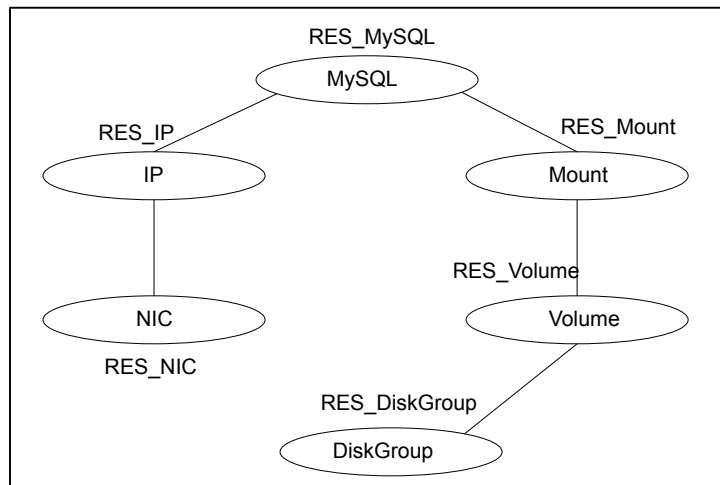 RES_MySQL
MySQL
RES_IP
RES_Mount
IP
Mount
RES_Volume
NIC
Volume
RES_NIC
RES_DiskGroup
DiskGroup